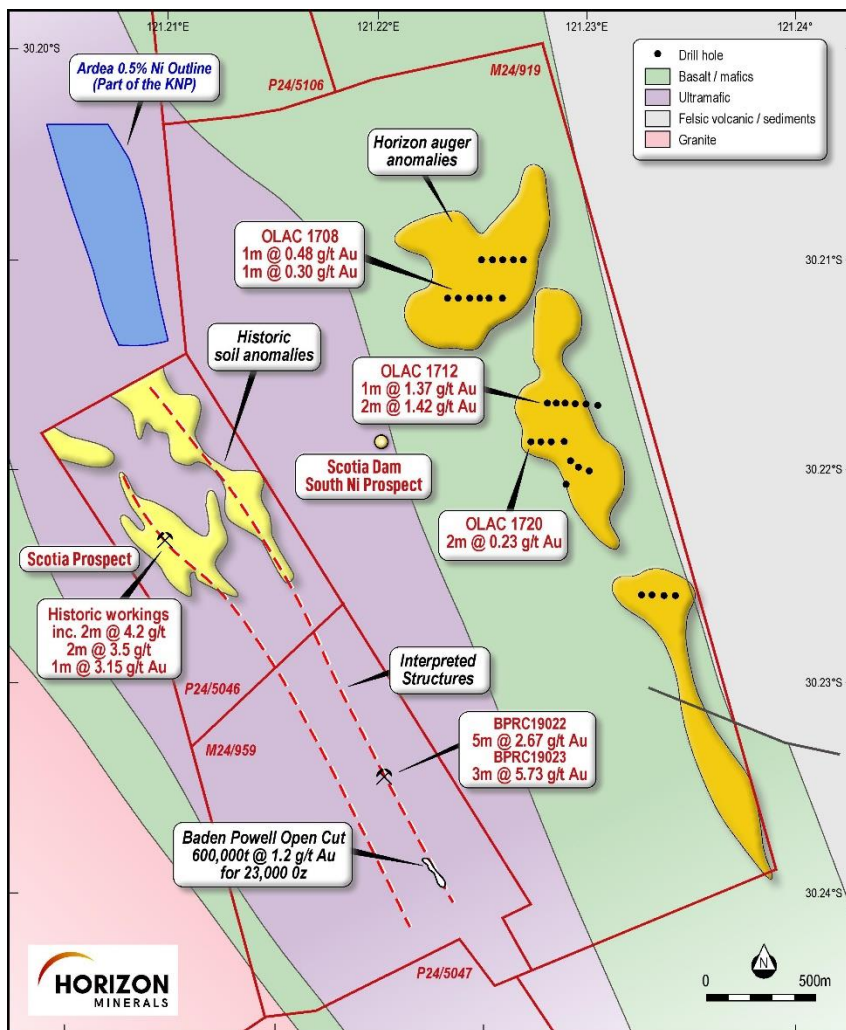 121.21°E
121.22°E
121.23°E
121.24°E
30.20°S
Ardea 0.5% Ni Outline
(Part of the KNP)
P24/5106
M24/919
Drill hole
Basalt / mafics
Ultramafic
Felsic volcanic / sediments
Granite
Horizon auger
anomalies
OLAC 1708
1m @ 0.48 g/t Au
1m @ 0.30 g/t Au
30.21°S
Historic
soil anomalies
OLAC 1712
1m @ 1.37 g/t Au
2m @ 1.42 g/t Au
Scotia Dam
South Ni Prospect
30.22°S
OLAC 1720
2m @ 0.23 g/t Au
Scotia Prospect
Historic workings
inc. 2m @ 4.2 g/t
2m @ 3.5 g/t
1m @ 3.15 g/t Au
Interpreted
Structures
P24/5046
30.23°S
M24/959
BPRC19022
5m @ 2.67 g/t Au
BPRC19023
3m @ 5.73 g/t Au
Baden Powell Open Cut
600,000t @ 1.2 g/t Au
for 23,000 0z
30.24°S
P24/5047
N
0
500m
HORIZON
MINERALS